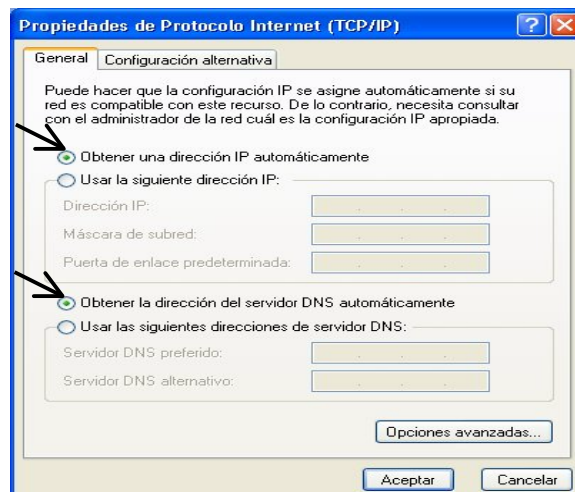 Propiedades de Protocolo Internet (TCP/IP)
General
Configuración alternativa
Puede hacer que la configuración IP se asigne automáticamente si su
red es compatible con este recurso. De lo contrario, necesita consultar
con el administrador de la red cuál es la configuración IP apropiada.
Obtener una dirección IP automáticamente
Usar la siguiente dirección IP:
Dirección IP:
Máscara de subred:
Puerta de enlace predeterminada:
Obtener la dirección del servidor DNS automáticamente
Usar las siguientes direcciones de servidor DNS:
Servidor DNS preferido:
Servidor DNS alternativo:
Opciones avanzadas...
Aceptar
Cancelar